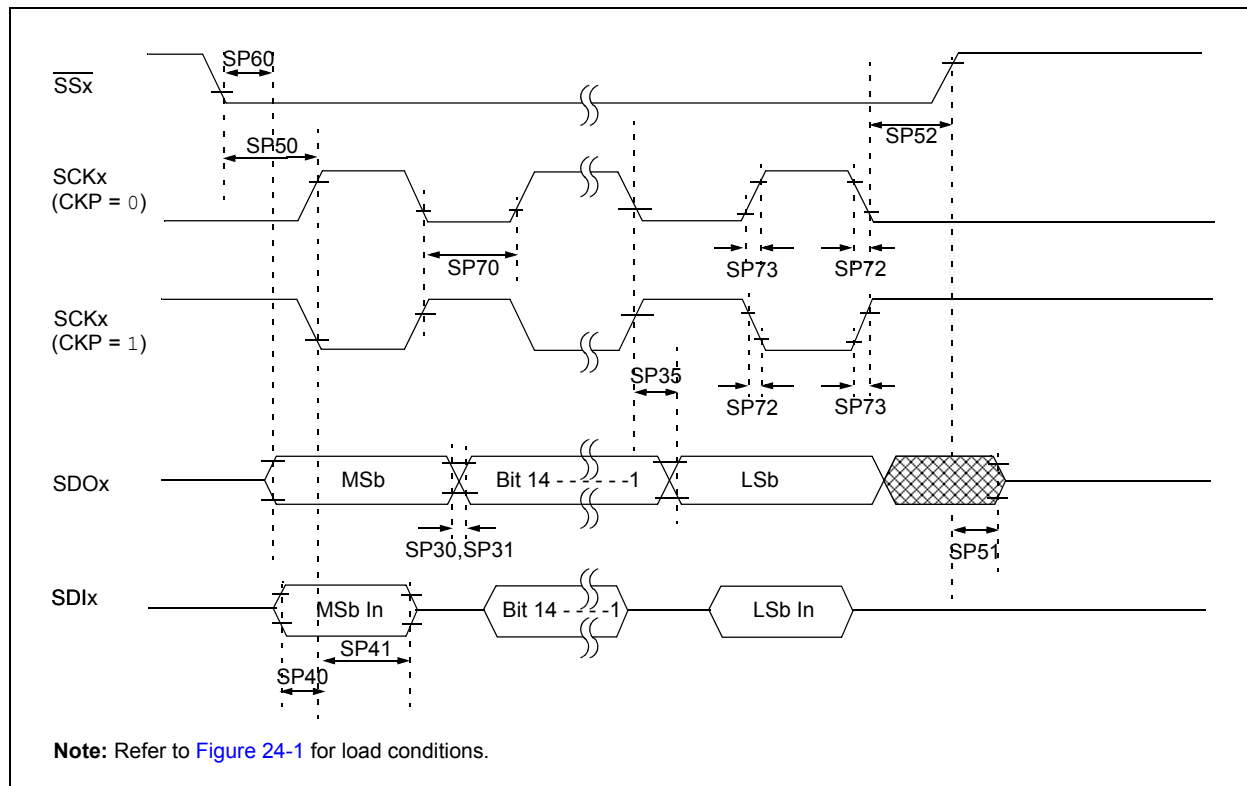 SP60
SSx
SP50
SP52
SCKx
(CKP = 0)
SP70
SP73
SP72
SCKx
(CKP = 1)
SP35
SP72
SP73
SDOx
MSb
Bit 14 - - - - - -1
LSb
SP30,SP31
SP51
SDIx
MSb In
Bit 14 - - - -1
LSb In
SP41
SP40
Note: Refer to Figure 24-1 for load conditions.